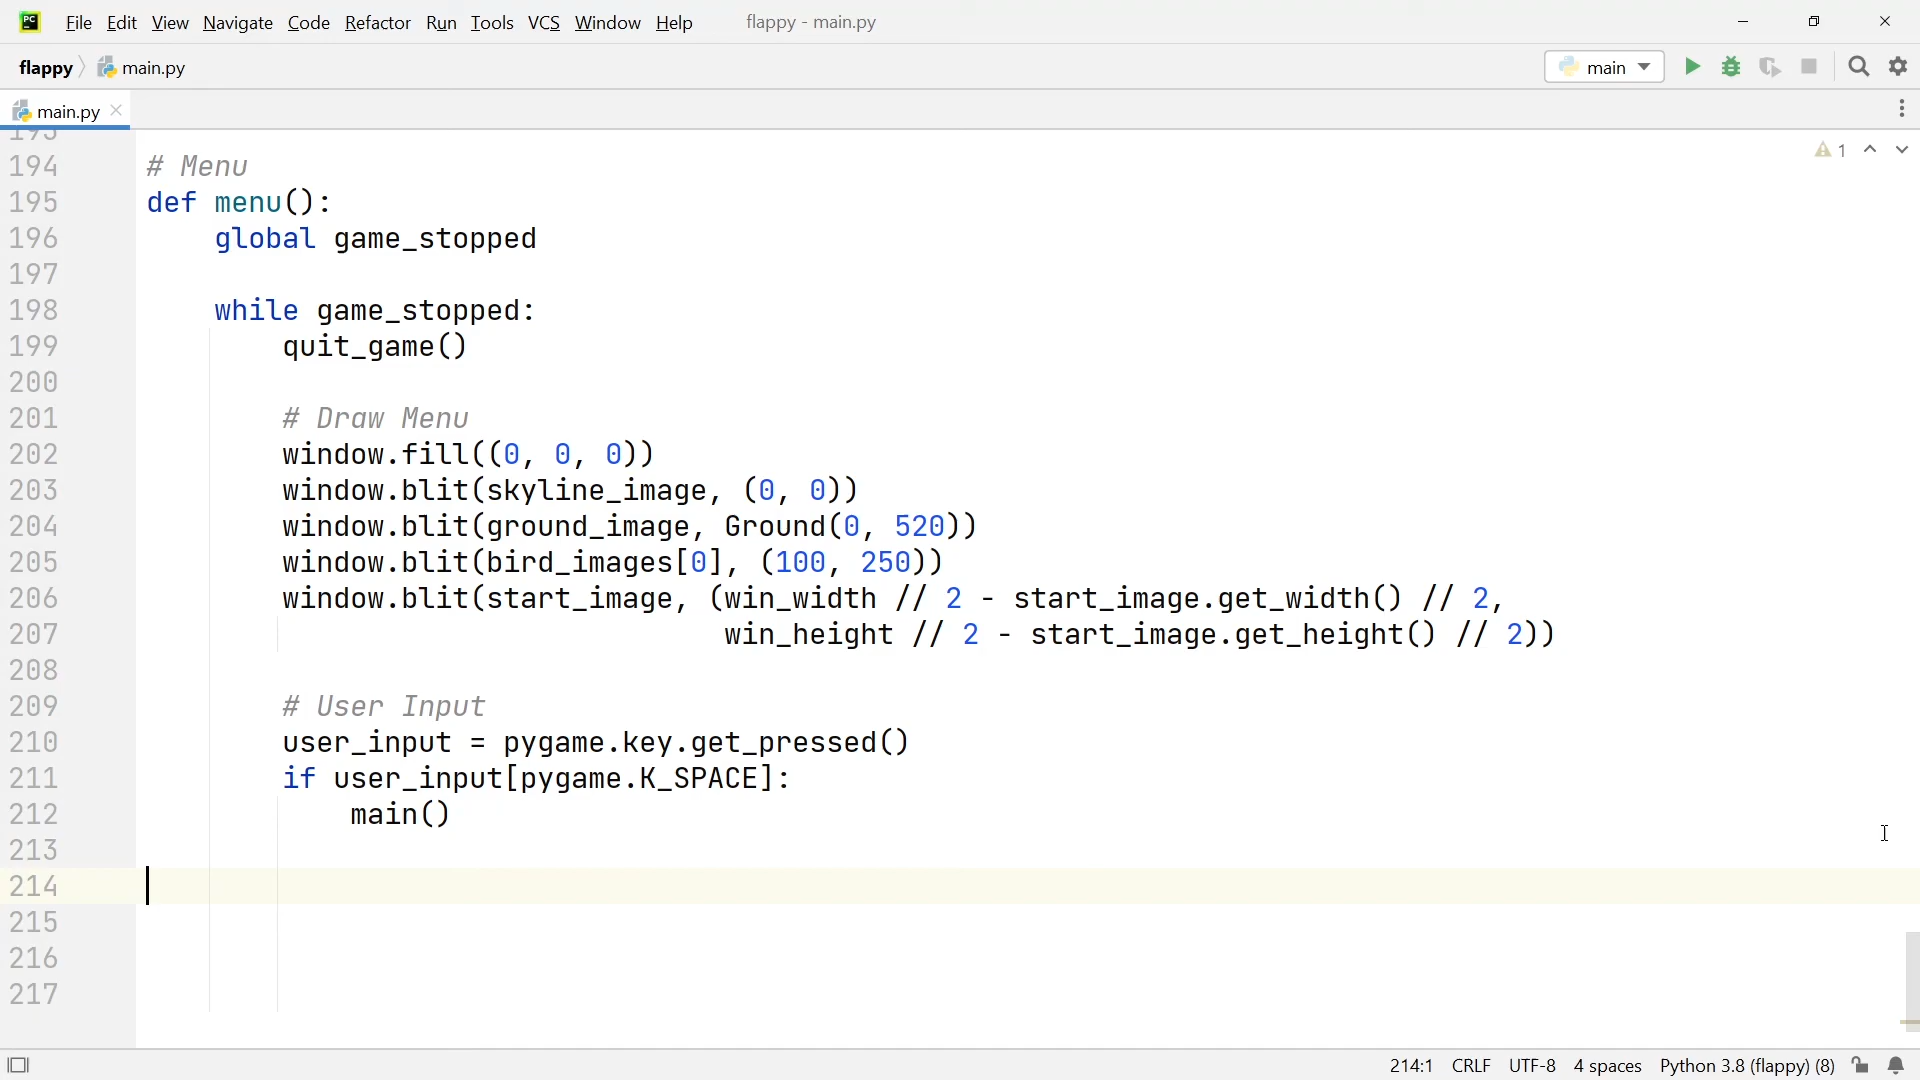 PC File Edit View Navigate Code Refactor Run Tools VCS Window Help flappy - main.py
flappy main.py main
main.py
193
194 # Menu 1
195 def menu():
196 global game_stopped
197
198 while game_stopped:
199 quit_game()
200
201 # Draw Menu
202 window.fill((0, 0, 0))
203 window.blit(skyline_image, (0, 0))
204 window.blit(ground_image, Ground(0, 520))
205 window.blit(bird_images[0], (100, 250))
206 window.blit(start_image, (win_width // 2 - start_image.get_width() // 2,
207 win_height // 2 - start_image.get_height() // 2))
208
209 # User Input
210 user_input = pygame.key.get_pressed()
211 if user_input[pygame.K_SPACE]:
212 main()
213
214
215
216
217
214:1 CRLF UTF-8 4 spaces Python 3.8 (flappy) (8)